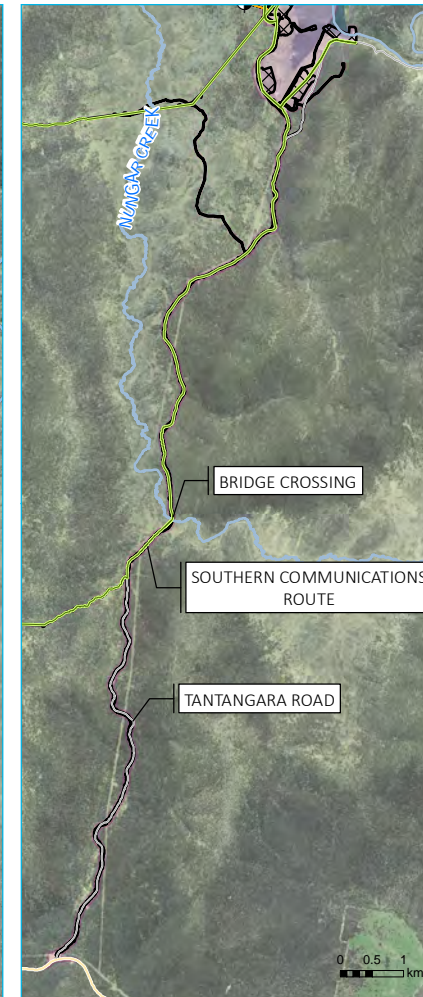 NUNGAR CREEK
BRIDGE CROSSING
SOUTHERN COMMUNICATIONS
ROUTE
TANTANGARA ROAD
0 0.5 1
km